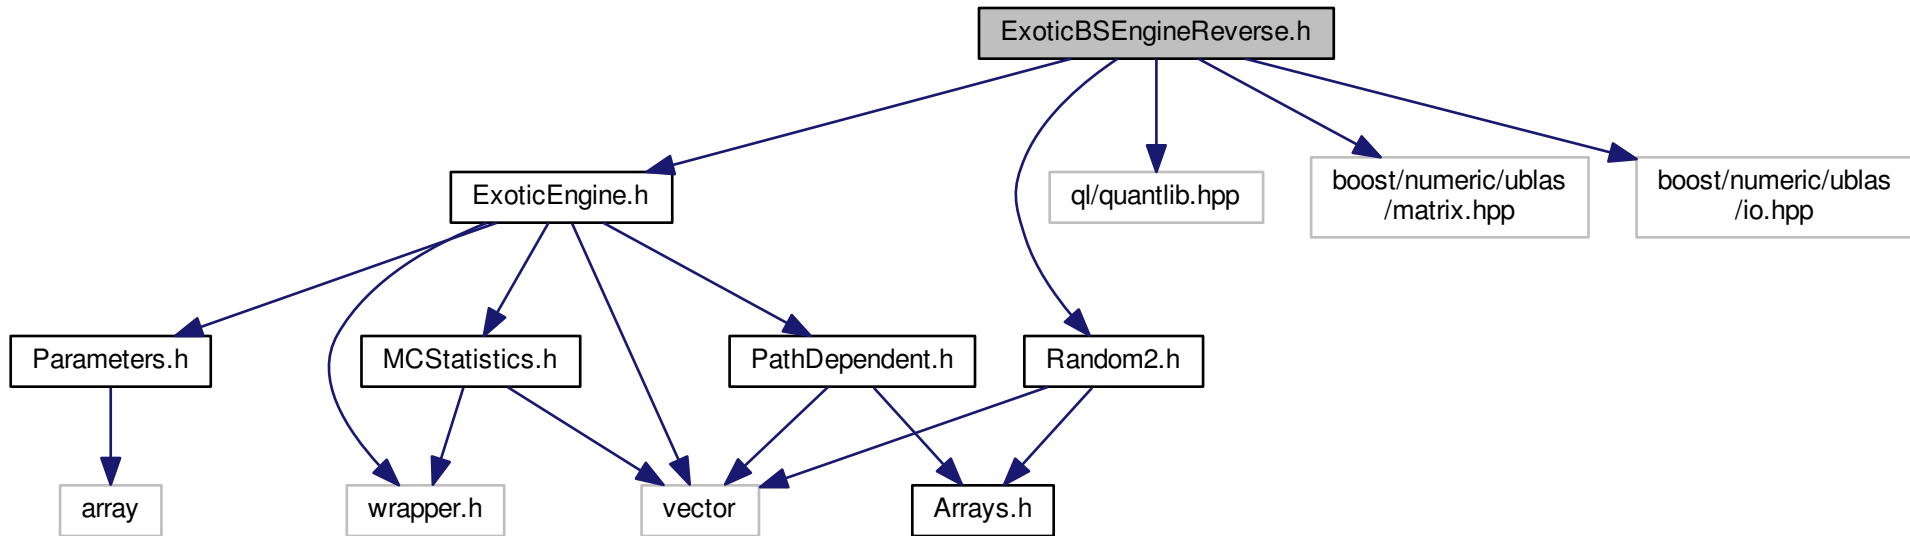 ExoticBSEngineReverse.h
ExoticEngine.h
ql/quantlib.hpp
boost/numeric/ublas
/matrix.hpp
boost/numeric/ublas
/io.hpp
Parameters.h
MCStatistics.h
PathDependent.h
Random2.h
array
wrapper.h
vector
Arrays.h